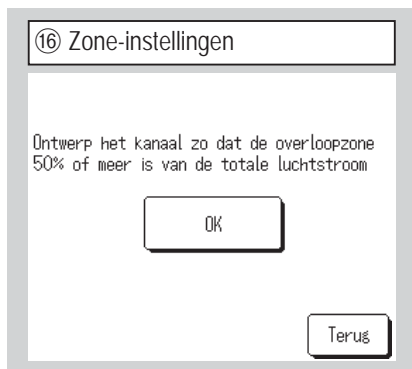 ⑯ Zone-instellingen
Ontwerp het kanaal zo dat de overloopzone
50% of meer is van de totale luchtstroom
OK
Terug